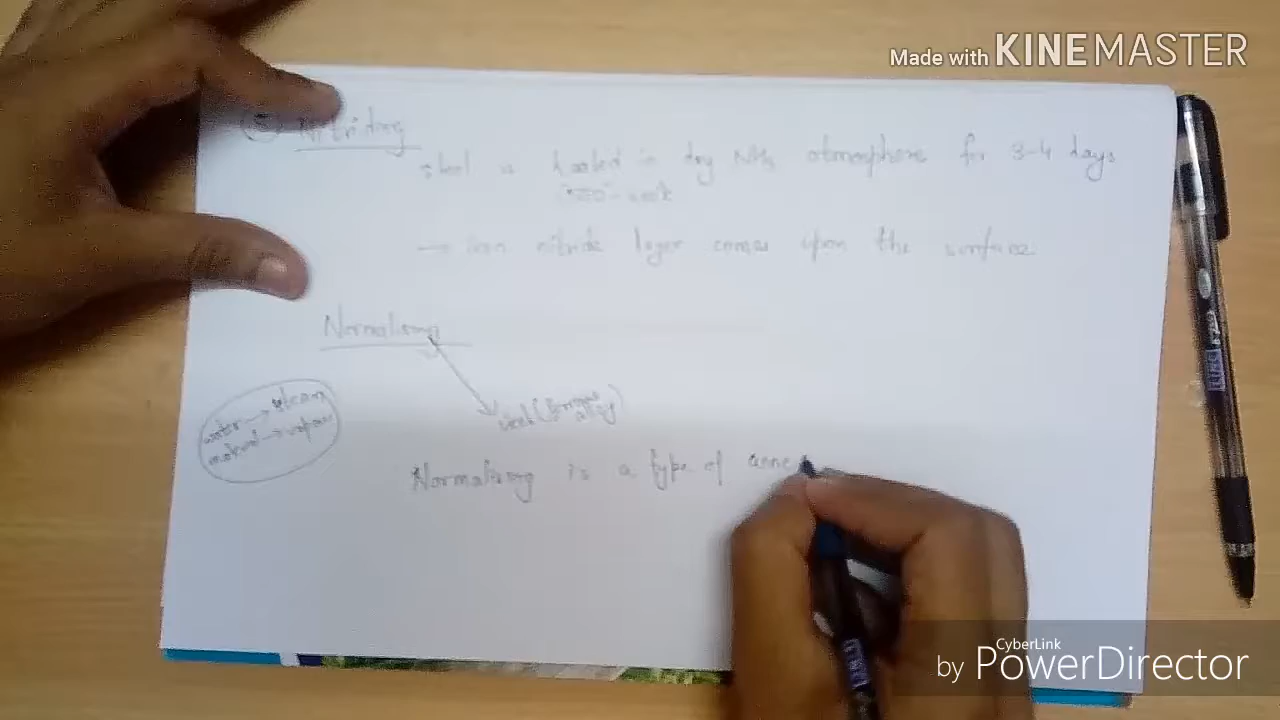 Made with KINEMASTER
5 Nitriding
steel is heated in dry NH3 atmosphere for 3-4 days
→ iron nitride layer comes upon the surface
Normalising
water → steam
→ vapour
steel
Normalising is a type of anne
CyberLink
by PowerDirector